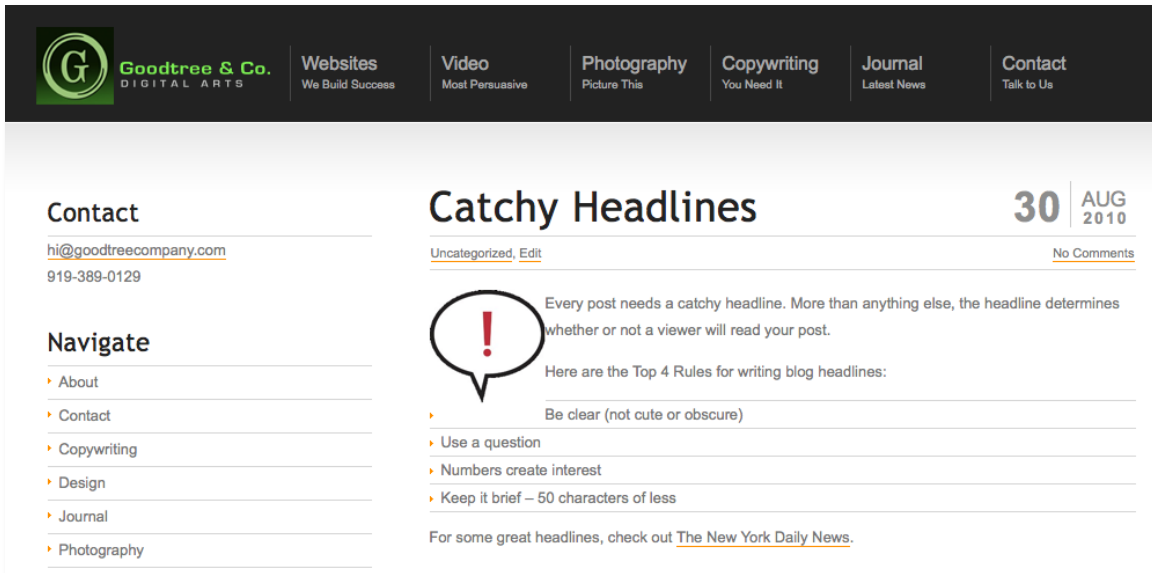 G
Goodtree & Co.
DIGITAL ARTS
Websites
We Build Success
Video
Most Persuasive
Photography
Picture This
Copywriting
You Need It
Journal
Latest News
Contact
Talk to Us
Contact
hi@goodtreecompany.com
919-389-0129
Navigate
About
Contact
Copywriting
Design
Journal
Photography
Catchy Headlines
30 AUG
2010
Uncategorized, Edit
No Comments
!
Every post needs a catchy headline. More than anything else, the headline determines
whether or not a viewer will read your post.
Here are the Top 4 Rules for writing blog headlines:
Be clear (not cute or obscure)
Use a question
Numbers create interest
Keep it brief – 50 characters of less
For some great headlines, check out The New York Daily News.